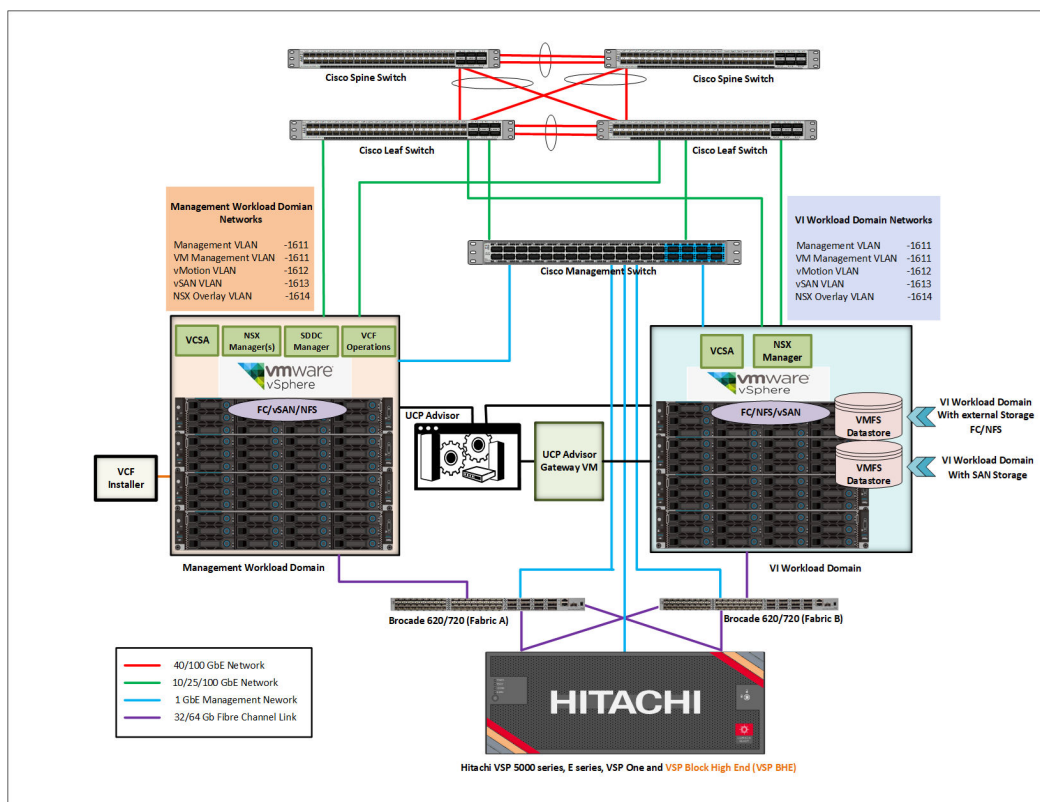 Cisco Spine Switch
Cisco Spine Switch
Cisco Leaf Switch
Cisco Leaf Switch
Management Workload Domian
Networks
Management VLAN -1611
VM Management VLAN -1611
vMotion VLAN -1612
vSAN VLAN -1613
NSX Overlay VLAN -1614
VI Workload Domain Networks
Management VLAN -1611
VM Management VLAN -1611
vMotion VLAN -1612
vSAN VLAN -1613
NSX Overlay VLAN -1614
Cisco Management Switch
VCSA
NSX
Manager(s)
SDDC
Manager
VCF
Operations
vmware
vSphere
FC/vSAN/NFS
VCSA
NSX
Manager
vmware
vSphere
FC/NFS/vSAN
VMFS
Datastore
VMFS
Datastore
VI Workload Domain
With external Storage
FC/NFS
VI Workload Domain
With SAN Storage
UCP Advisor
UCP Advisor
Gateway VM
VCF
Installer
Management Workload Domain
VI Workload Domain
Brocade 620/720 (Fabric A)
Brocade 620/720 (Fabric B)
40/100 GbE Network
10/25/100 GbE Network
1 GbE Management Nework
32/64 Gb Fibre Channel Link
HITACHI
Hitachi VSP 5000 series, E series, VSP One and VSP Block High End (VSP BHE)